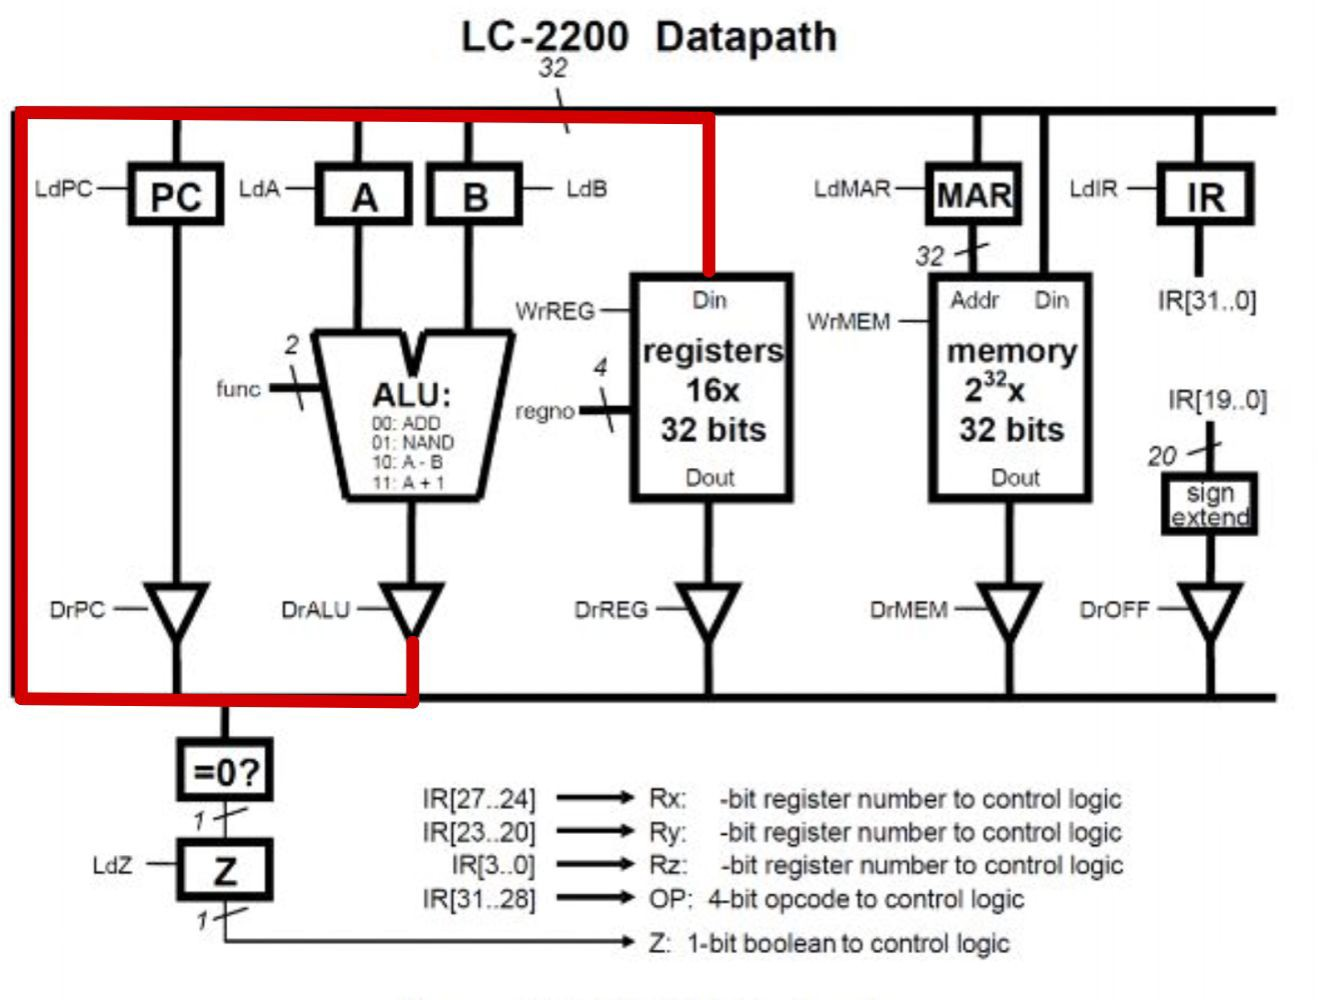 LC-2200 Datapath
32
LdPC
PC
LdA
A
B
LdB
LdMAR
MAR
LdIR
IR
32
WrREG
Din
registers
16x
32 bits
Dout
4
regno
WrMEM
Addr Din
memory
2³²x
32 bits
Dout
IR[31..0]
2
func
ALU:
00: ADD
01: NAND
10: A - B
11: A + 1
IR[19..0]
20
sign
extend
DrPC
DrALU
DrREG
DrMEM
DrOFF
=0?
1
LdZ
Z
1
IR[27..24] Rx: -bit register number to control logic
IR[23..20] Ry: -bit register number to control logic
IR[3..0] Rz: -bit register number to control logic
IR[31..28] OP: 4-bit opcode to control logic
Z: 1-bit boolean to control logic